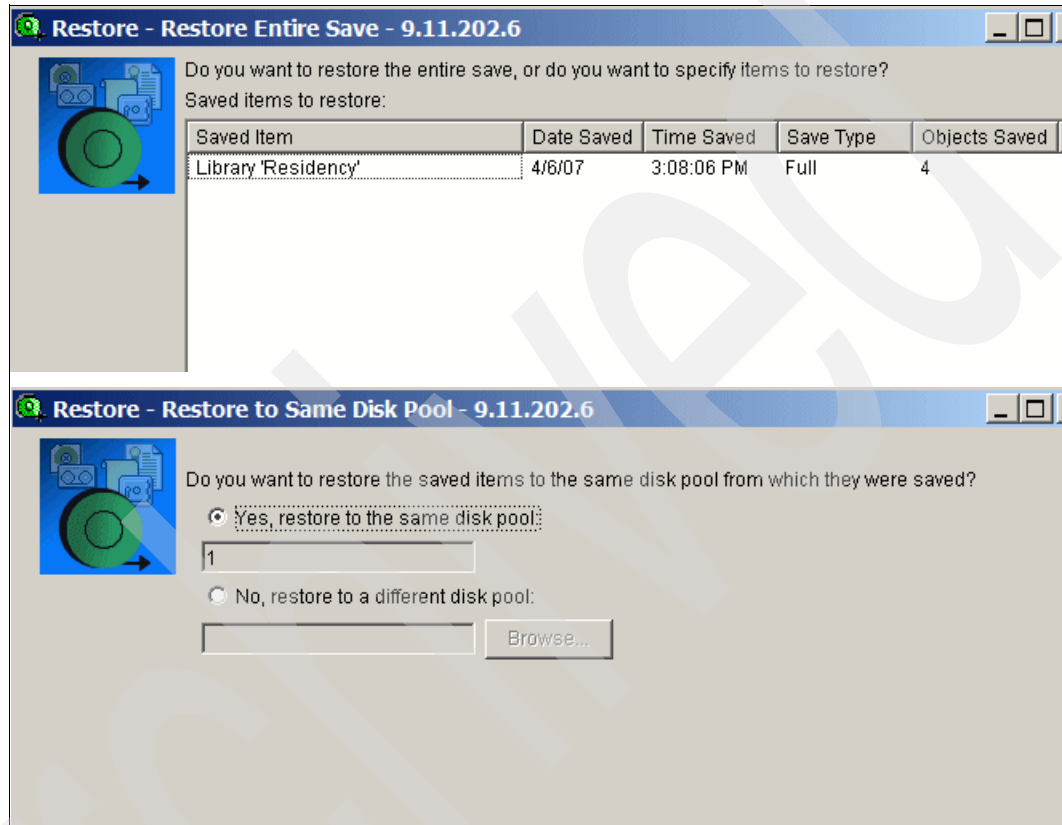 Restore - Restore Entire Save - 9.11.202.6
Do you want to restore the entire save, or do you want to specify items to restore?
Saved items to restore:
Saved Item Date Saved Time Saved Save Type Objects Saved
Library 'Residency' 4/6/07 3:08:06 PM Full 4
Restore - Restore to Same Disk Pool - 9.11.202.6
Do you want to restore the saved items to the same disk pool from which they were saved?
Yes, restore to the same disk pool:
1
No, restore to a different disk pool:
Browse...